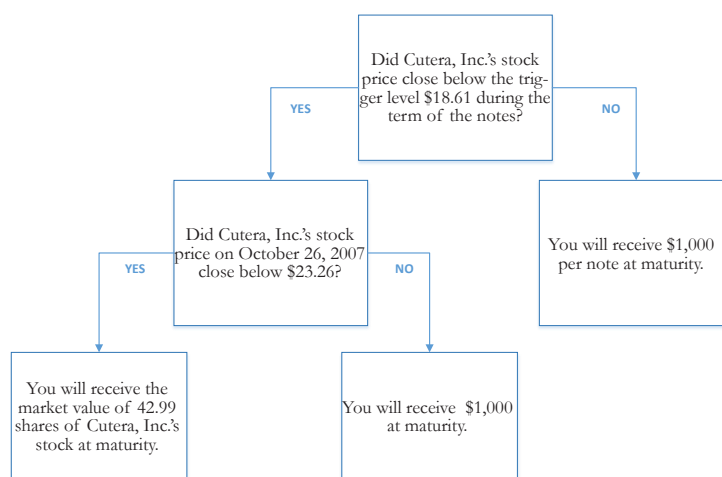 Did Cutera, Inc.'s stock
price close below the trig-
ger level $18.61 during the
term of the notes?
YES
NO
Did Cutera, Inc.'s stock
price on October 26, 2007
close below $23.26?
You will receive $1,000
per note at maturity.
YES
NO
You will receive the
market value of 42.99
shares of Cutera, Inc.'s
stock at maturity.
You will receive $1,000
at maturity.